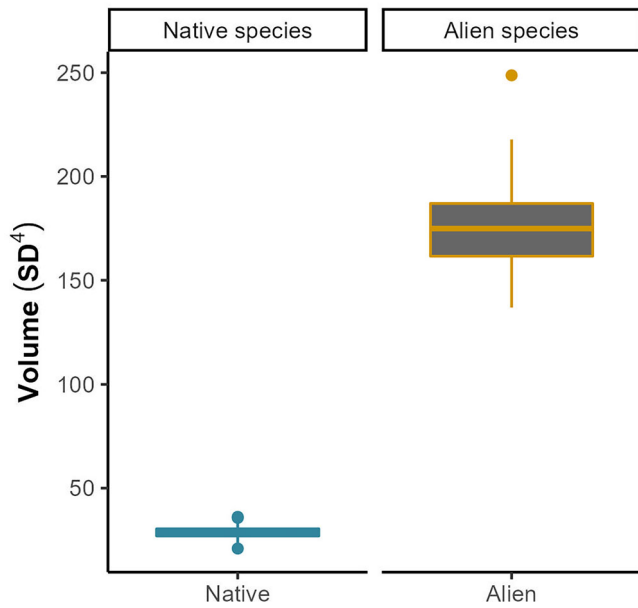 Native species
Alien species
Volume (SD⁴)
250
200
150
100
50
Native
Alien